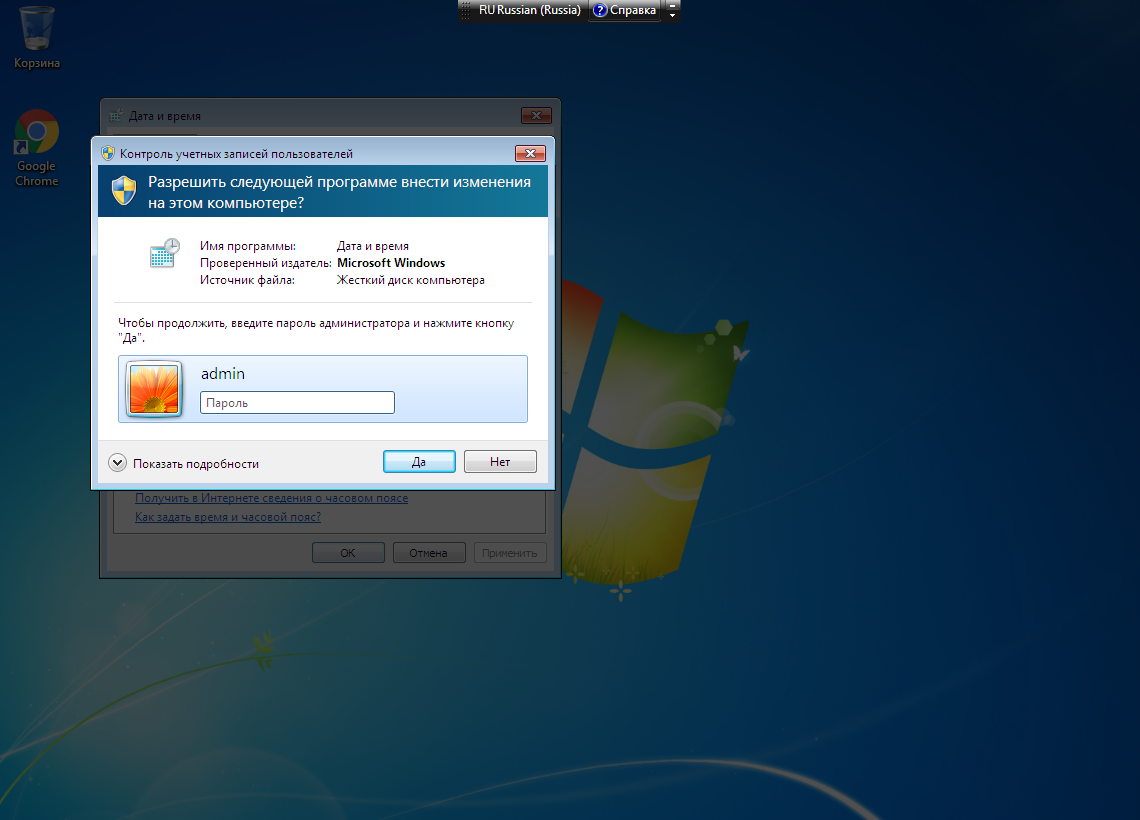 RU Russian (Russia) Справка
Корзина
Google
Chrome
Дата и время
Контроль учетных записей пользователей
Разрешить следующей программе внести изменения
на этом компьютере?
Имя программы: Дата и время
Проверенный издатель: Microsoft Windows
Источник файла: Жесткий диск компьютера
Чтобы продолжить, введите пароль администратора и нажмите кнопку
"Да".
admin
Пароль
Показать подробности Да Нет
Получить в Интернете сведения о часовом поясе
Как задать время и часовой пояс?
OK Отмена Применить